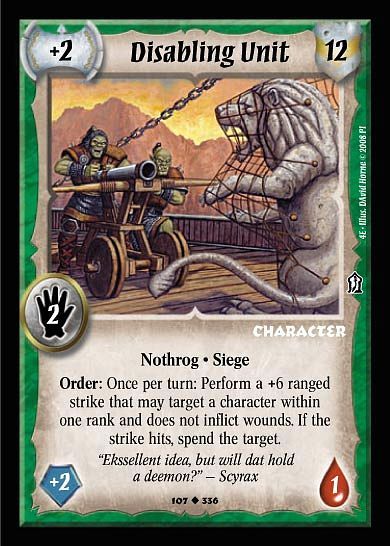 +2
Disabling Unit
12
4E • Illus. DAvid Horne © 2008 PI
2
CHARACTER
Nothrog • Siege
Order: Once per turn: Perform a +6 ranged
strike that may target a character within
one rank and does not inflict wounds. If the
strike hits, spend the target.
“Ekssellent idea, but will dat hold
a deemon?” – Scyrax
+2
1
107 ◆ 336